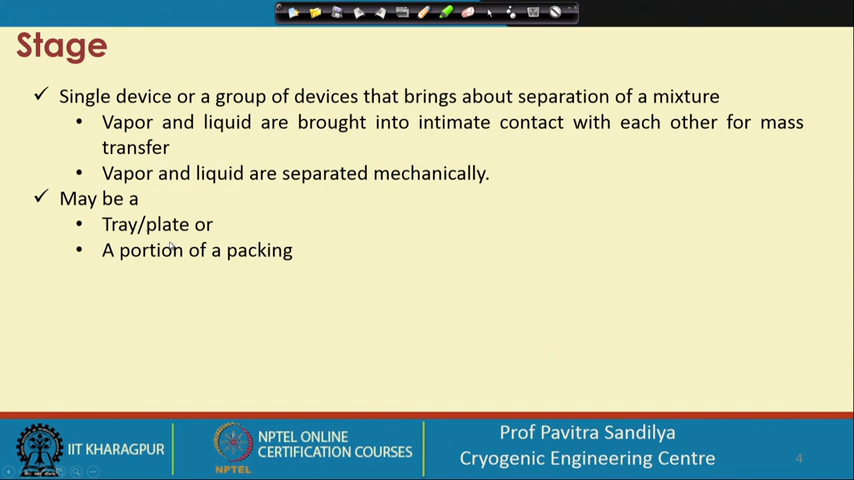 Stage
✓ Single device or a group of devices that brings about separation of a mixture
• Vapor and liquid are brought into intimate contact with each other for mass
transfer
• Vapor and liquid are separated mechanically.
✓ May be a
• Tray/plate or
• A portion of a packing
IIT KHARAGPUR
NPTEL
NPTEL ONLINE
CERTIFICATION COURSES
Prof Pavitra Sandilya
Cryogenic Engineering Centre
4